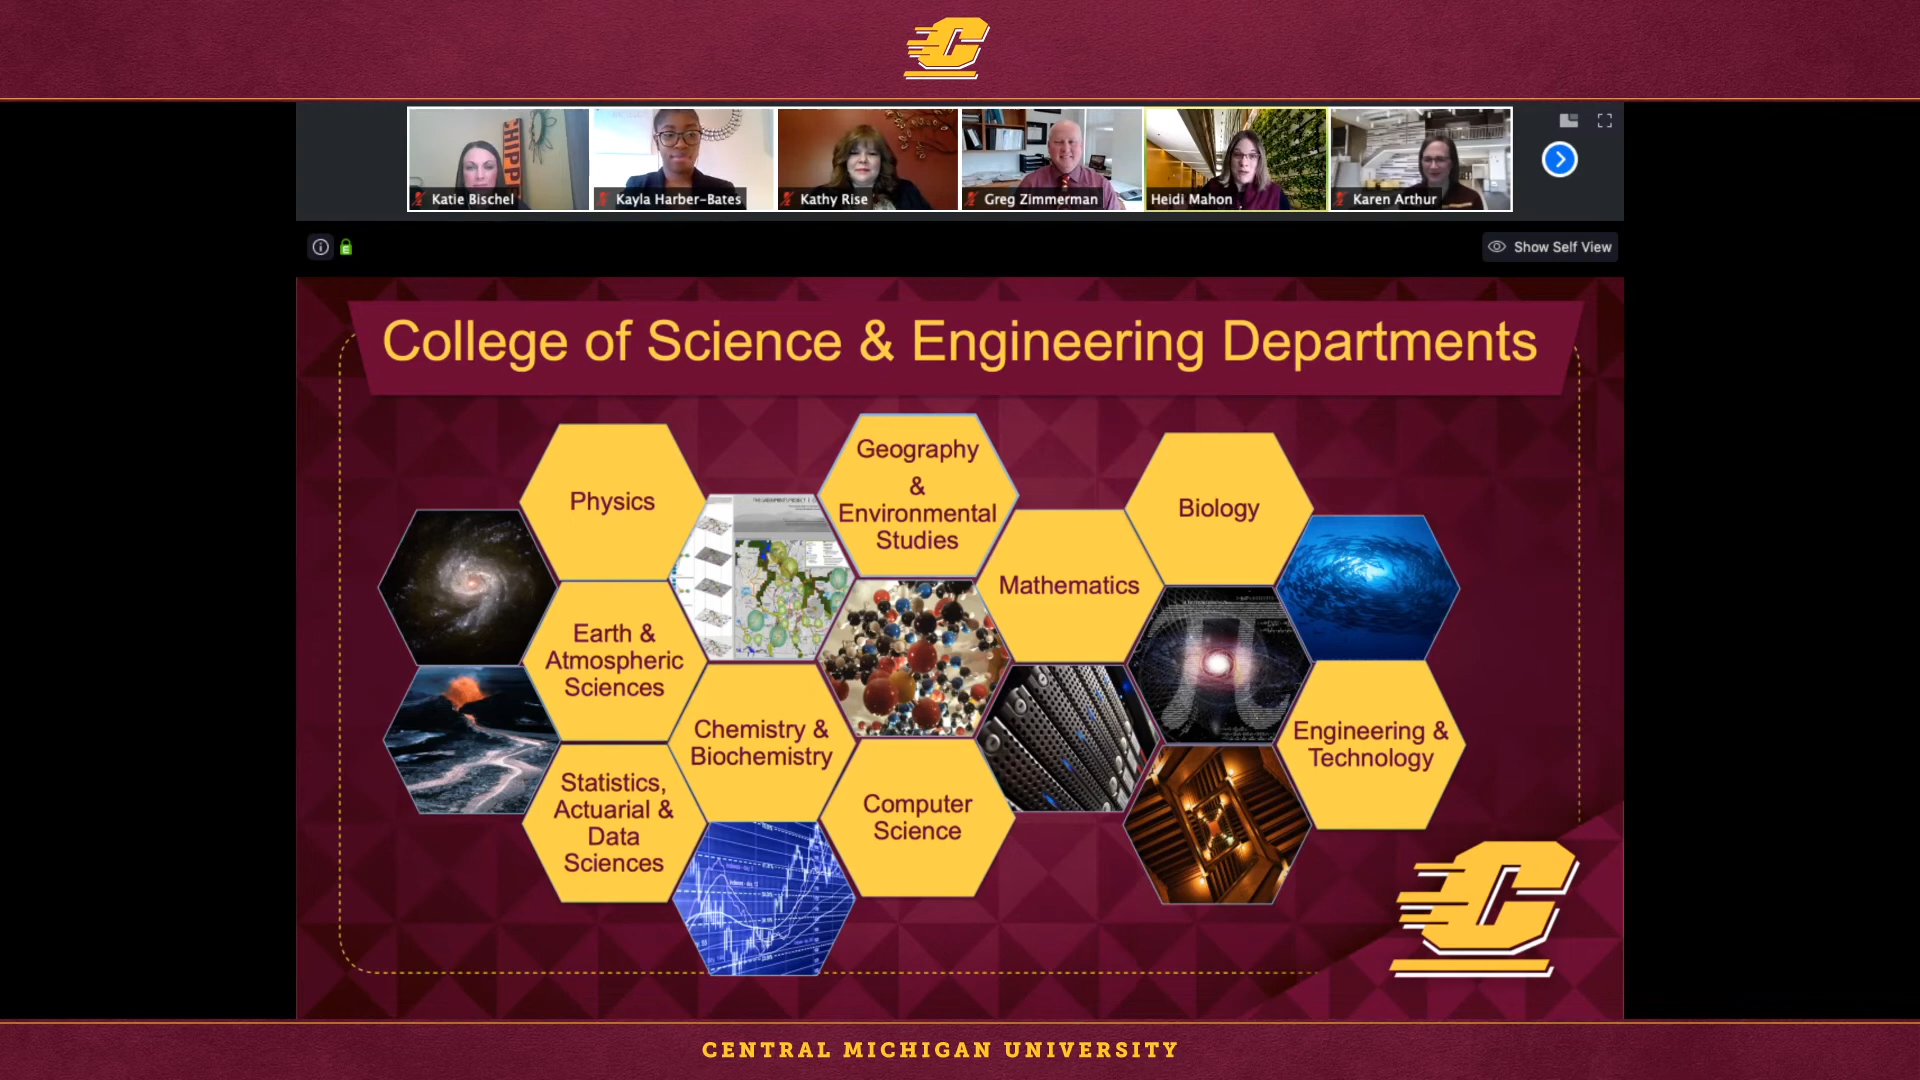 CHIPP
Katie Bischel
Kayla Harber-Bates
Kathy Rise
Greg Zimmerman
Heidi Mahon
Karen Arthur
Show Self View
College of Science & Engineering Departments
Physics
Geography
&
Environmental
Studies
Biology
Mathematics
Earth &
Atmospheric
Sciences
Chemistry &
Biochemistry
Engineering &
Technology
Statistics,
Actuarial &
Data
Sciences
Computer
Science
π
C
CENTRAL MICHIGAN UNIVERSITY